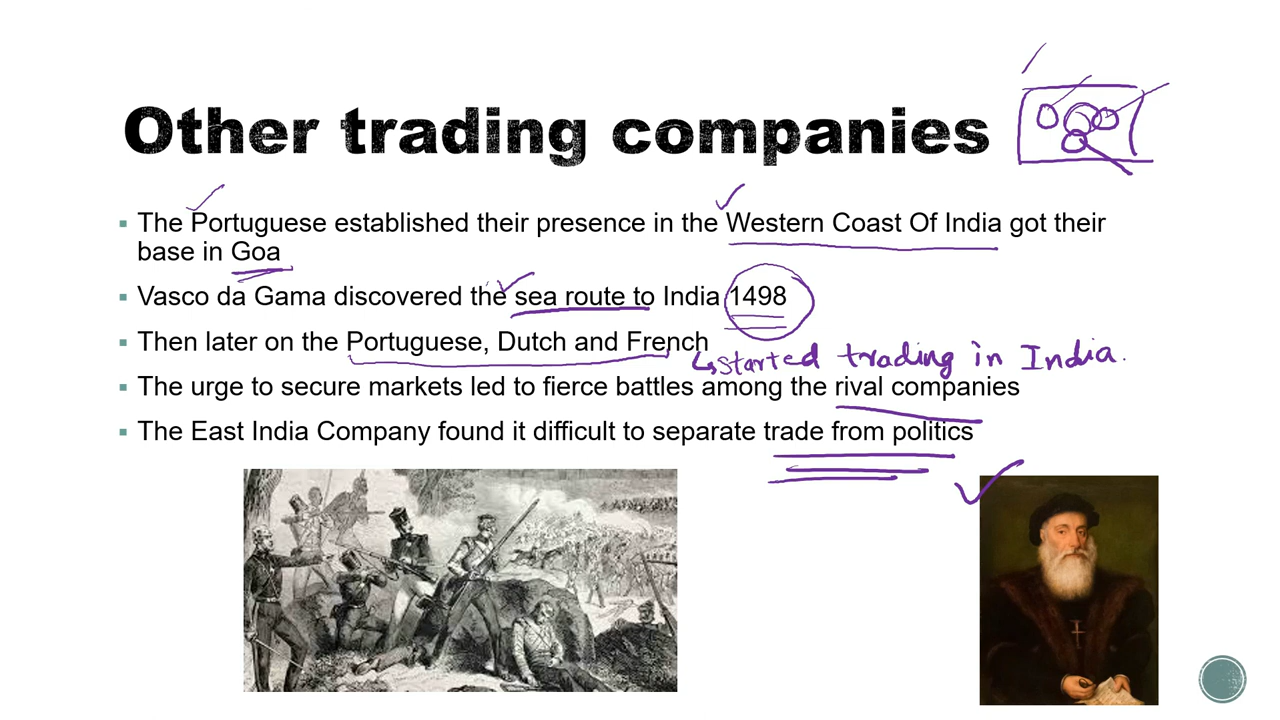 Other trading companies
The Portuguese established their presence in the Western Coast Of India got their
base in Goa
Vasco da Gama discovered the sea route to India 1498
Then later on the Portuguese, Dutch and French
↳started trading in India.
The urge to secure markets led to fierce battles among the rival companies
The East India Company found it difficult to separate trade from politics